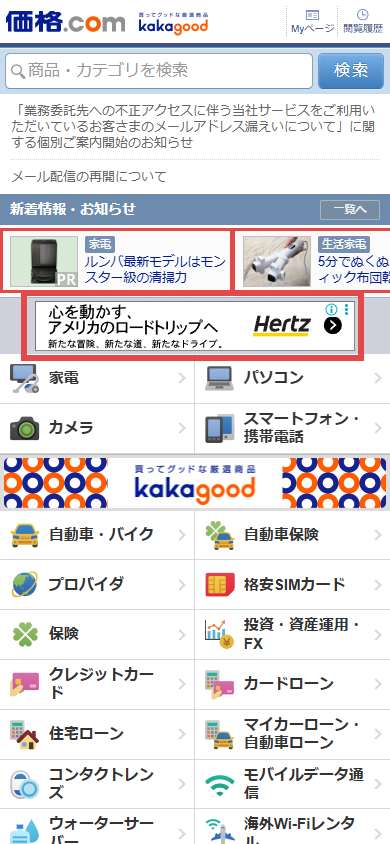 価格.com
買ってグッドな厳選商品
kakagood
Myページ
閲覧履歴
商品・カテゴリを検索
検索
「業務委託先への不正アクセスに伴う当社サービスをご利用い
ただいているお客さまのメールアドレス漏えいについて」に関
する個別ご案内開始のお知らせ
メール配信の再開について
新着情報・お知らせ
一覧へ
家電
ルンバ最新モデルはモン
スター級の清掃力
PR
生活家電
5分でぬくぬ
ィック布団乾
心を動かす、
アメリカのロードトリップへ
新たな冒険、新たな道、新たなドライブ。
Hertz
家電
パソコン
カメラ
スマートフォン・
携帯電話
買ってグッドな厳選商品
kakagood
自動車・バイク
自動車保険
プロバイダ
格安SIMカード
保険
投資・資産運用・
FX
クレジットカー
ド
カードローン
住宅ローン
マイカーローン・
自動車ローン
コンタクトレン
ズ
モバイルデータ通
信
ウォーターサー
バー
海外Wi-Fiレンタ
ル